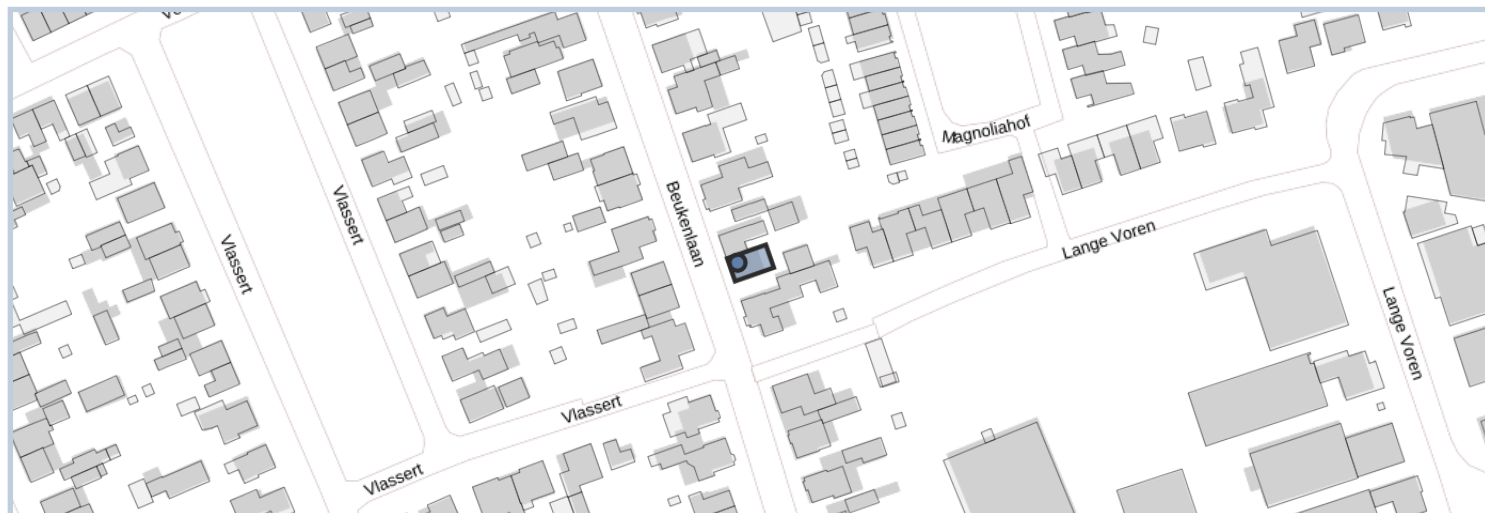 Magnoliahof
Vlassert
Beukenlaan
Vlassert
Lange Voren
Lange Voren
Vlassert
Vlassert